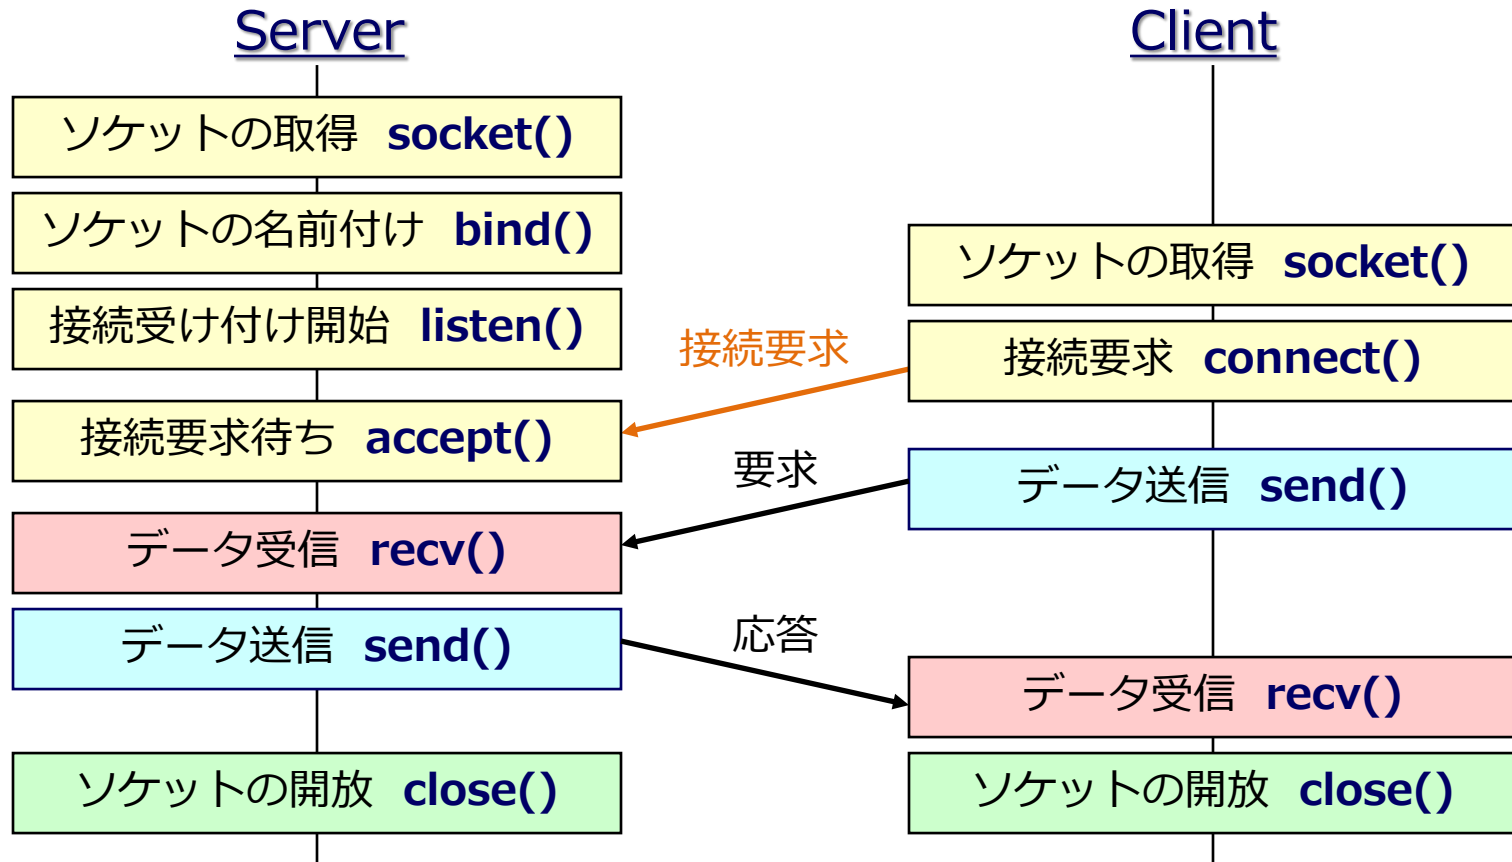 Server
Client
ソケットの取得 socket()
ソケットの名前付け bind()
接続受け付け開始 listen()
接続要求待ち accept()
データ受信 recv()
データ送信 send()
ソケットの開放 close()
接続要求
要求
応答
ソケットの取得 socket()
接続要求 connect()
データ送信 send()
データ受信 recv()
ソケットの開放 close()